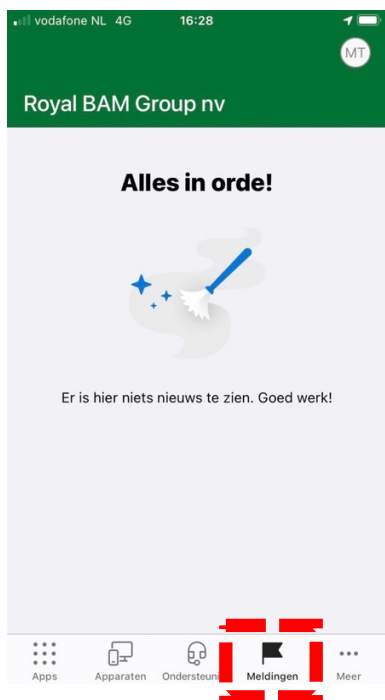 vodafone NL 4G 16:28
MT
Royal BAM Group nv
Alles in orde!
Er is hier niets nieuws te zien. Goed werk!
Apps Apparaten Ondersteuni Meldingen Meer